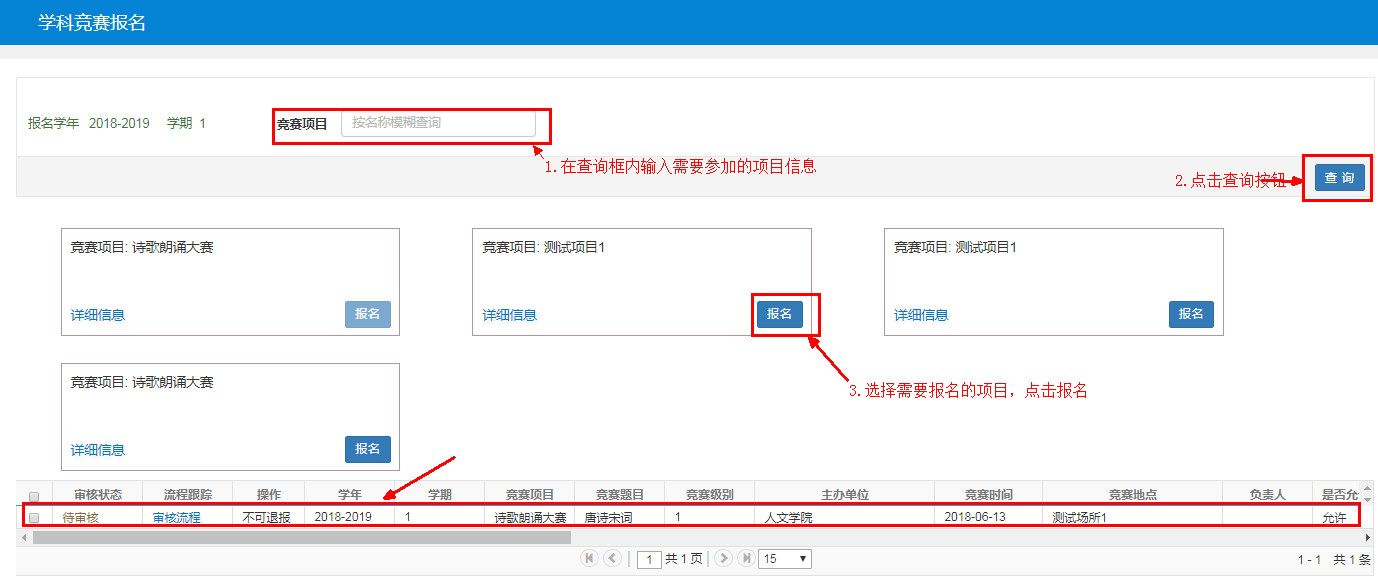 学科竞赛报名
报名学年 2018-2019 学期 1 竞赛项目 按名称模糊查询
1.在查询框内输入需要参加的项目信息
2.点击查询按钮 查 询
竞赛项目: 诗歌朗诵大赛 竞赛项目: 测试项目1 竞赛项目: 测试项目1
详细信息 报名 详细信息 报名 详细信息 报名
3.选择需要报名的项目，点击报名
竞赛项目: 诗歌朗诵大赛
详细信息 报名
审核状态 流程跟踪 操作 学年 学期 竞赛项目 竞赛题目 竞赛级别 主办单位 竞赛时间 竞赛地点 负责人 是否允
待审核 审核流程 不可退报 2018-2019 1 诗歌朗诵大赛 唐诗宋词 1 人文学院 2018-06-13 测试场所1 允许
1 共 1 页 15 1 - 1 共 1 条